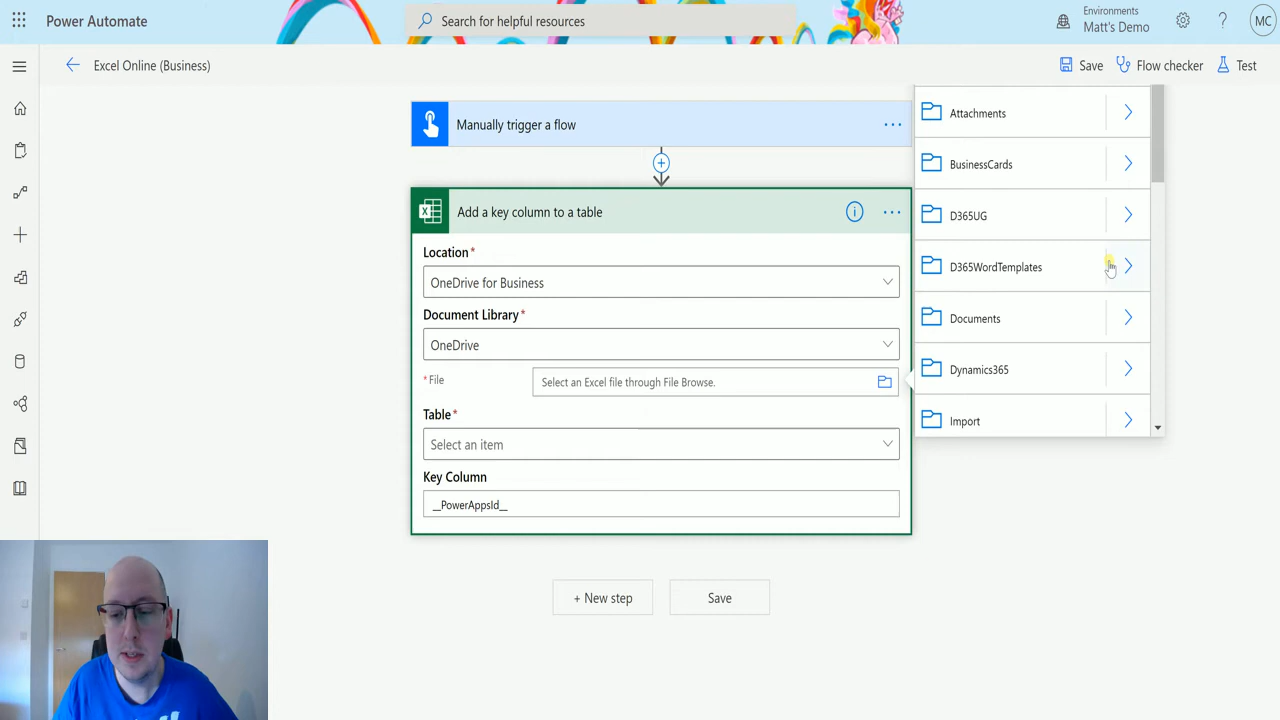 Power Automate
Search for helpful resources
Environments
Matt's Demo
MC
Excel Online (Business)
Save
Flow checker
Test
Manually trigger a flow
Add a key column to a table
Location*
OneDrive for Business
Document Library*
OneDrive
* File
Select an Excel file through File Browse.
Table*
Select an item
Key Column
__PowerAppsId__
+ New step
Save
Attachments
BusinessCards
D365UG
D365WordTemplates
Documents
Dynamics365
Import